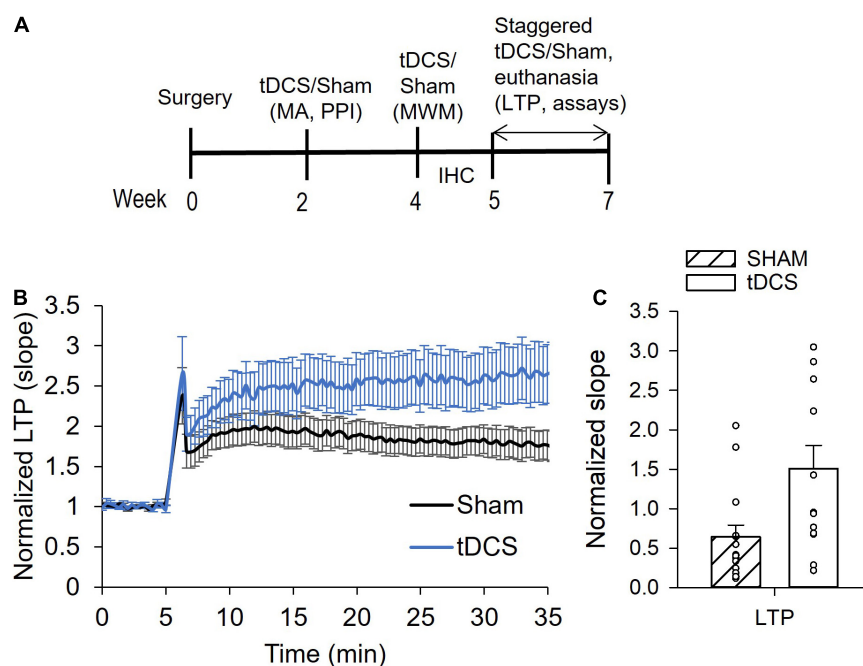 A
Surgery
tDCS/Sham
(MA, PPI)
tDCS/
Sham
(MWM)
Staggered
tDCS/Sham,
euthanasia
(LTP, assays)
IHC
Week 0 2 4 5 7
B
Normalized LTP (slope)
3.5
3
2.5
2
1.5
1
0.5
0
0 5 10 15 20 25 30 35
Time (min)
Sham
tDCS
C
SHAM
tDCS
Normalized slope
3.5
3.0
2.5
2.0
1.5
1.0
0.5
0.0
LTP